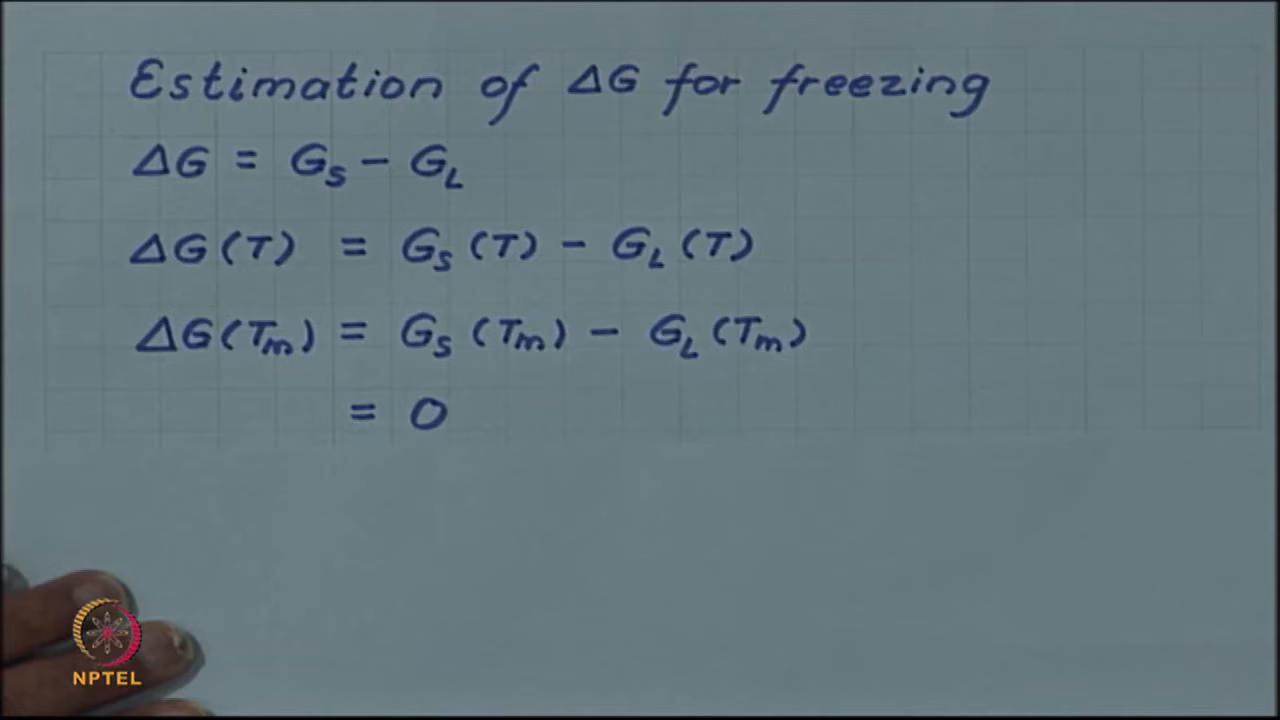 Estimation of ΔG for freezing
ΔG = G_S - G_L
ΔG(T) = G_S (T) - G_L (T)
ΔG(T_m) = G_S (T_m) - G_L (T_m)
= 0
NPTEL